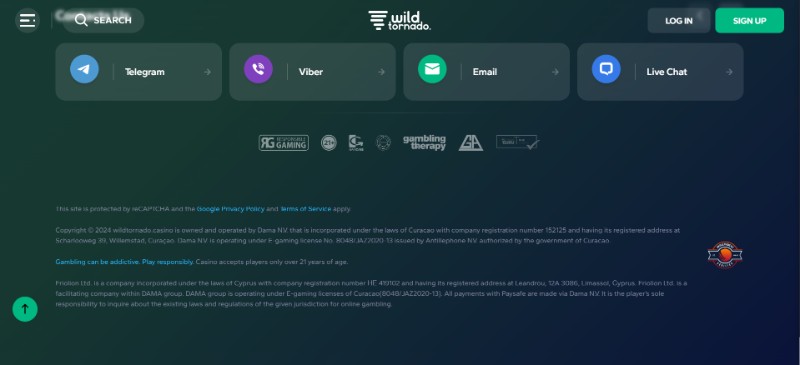 Contacts Us
SEARCH
wild
tornado.
LOG IN
SIGN UP
Telegram
Viber
Email
Live Chat
RG RESPONSIBLE GAMING
21+
gambling
therapy
GA
This site is protected by reCAPTCHA and the Google Privacy Policy and Terms of Service apply.
Copyright © 2024 wildtornado.casino is owned and operated by Dama N.V. that is incorporated under the laws of Curacao with company registration number 152125 and having its registered address at
Scharlooweg 39, Willemstad, Curaçao. Dama N.V. is operating under E-gaming license No. 8048/JAZ2020-13 issued by Antillephone N.V. authorized by the government of Curacao
Gambling can be addictive. Play responsibly. Casino accepts players only over 21 years of age.
Friolion Ltd. is a company incorporated under the laws of Cyprus with company registration number HE 410102 and having its registered address at Leandrou, 12A 3086, Limassol, Cyprus. Friolion Ltd. is a
facilitating company within DAMA group. DAMA group is operating under E-gaming licenses of Curacao(8048/JAZ2020-13). All payments with Paysafe are made via Dama N.V. It is the player's sole
responsibility to inquire about the existing laws and regulations of the given jurisdiction for online gambling.